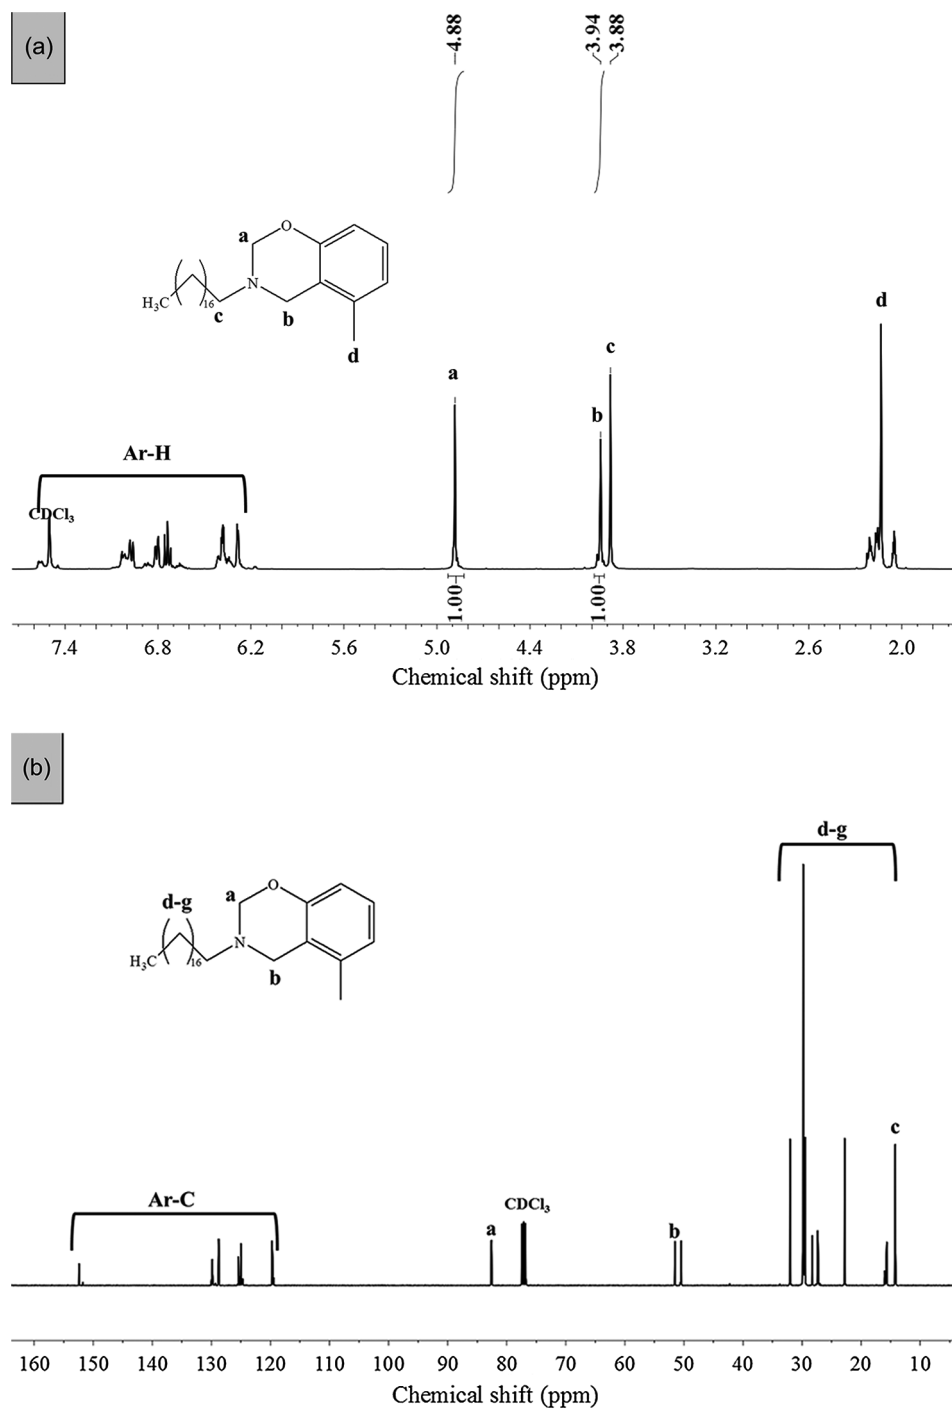 (a)
4.88
3.94
3.88
a
O
N
H3C
16
c
b
d
d
c
a
b
Ar-H
CDCl3
1.00
1.00
7.4 6.8 6.2 5.6 5.0 4.4 3.8 3.2 2.6 2.0
Chemical shift (ppm)
(b)
d-g
a
O
d-g
N
H3C
16
b
c
Ar-C
CDCl3
a
b
160 150 140 130 120 110 100 90 80 70 60 50 40 30 20 10
Chemical shift (ppm)